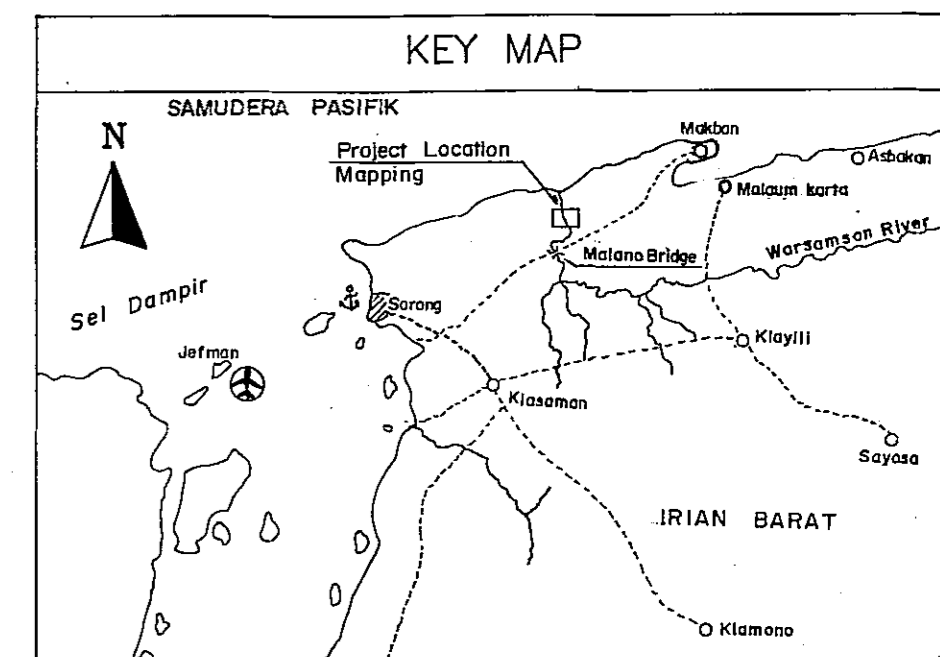 KEY MAP
SAMUDERA PASIFIK
N
Project Location
Mapping
Makban
Asbakan
Malaum karta
Warsamson River
Malano Bridge
Sel Dampir
Sorong
Jefman
Klayili
Klasaman
Sayosa
IRIAN BARAT
Klamono